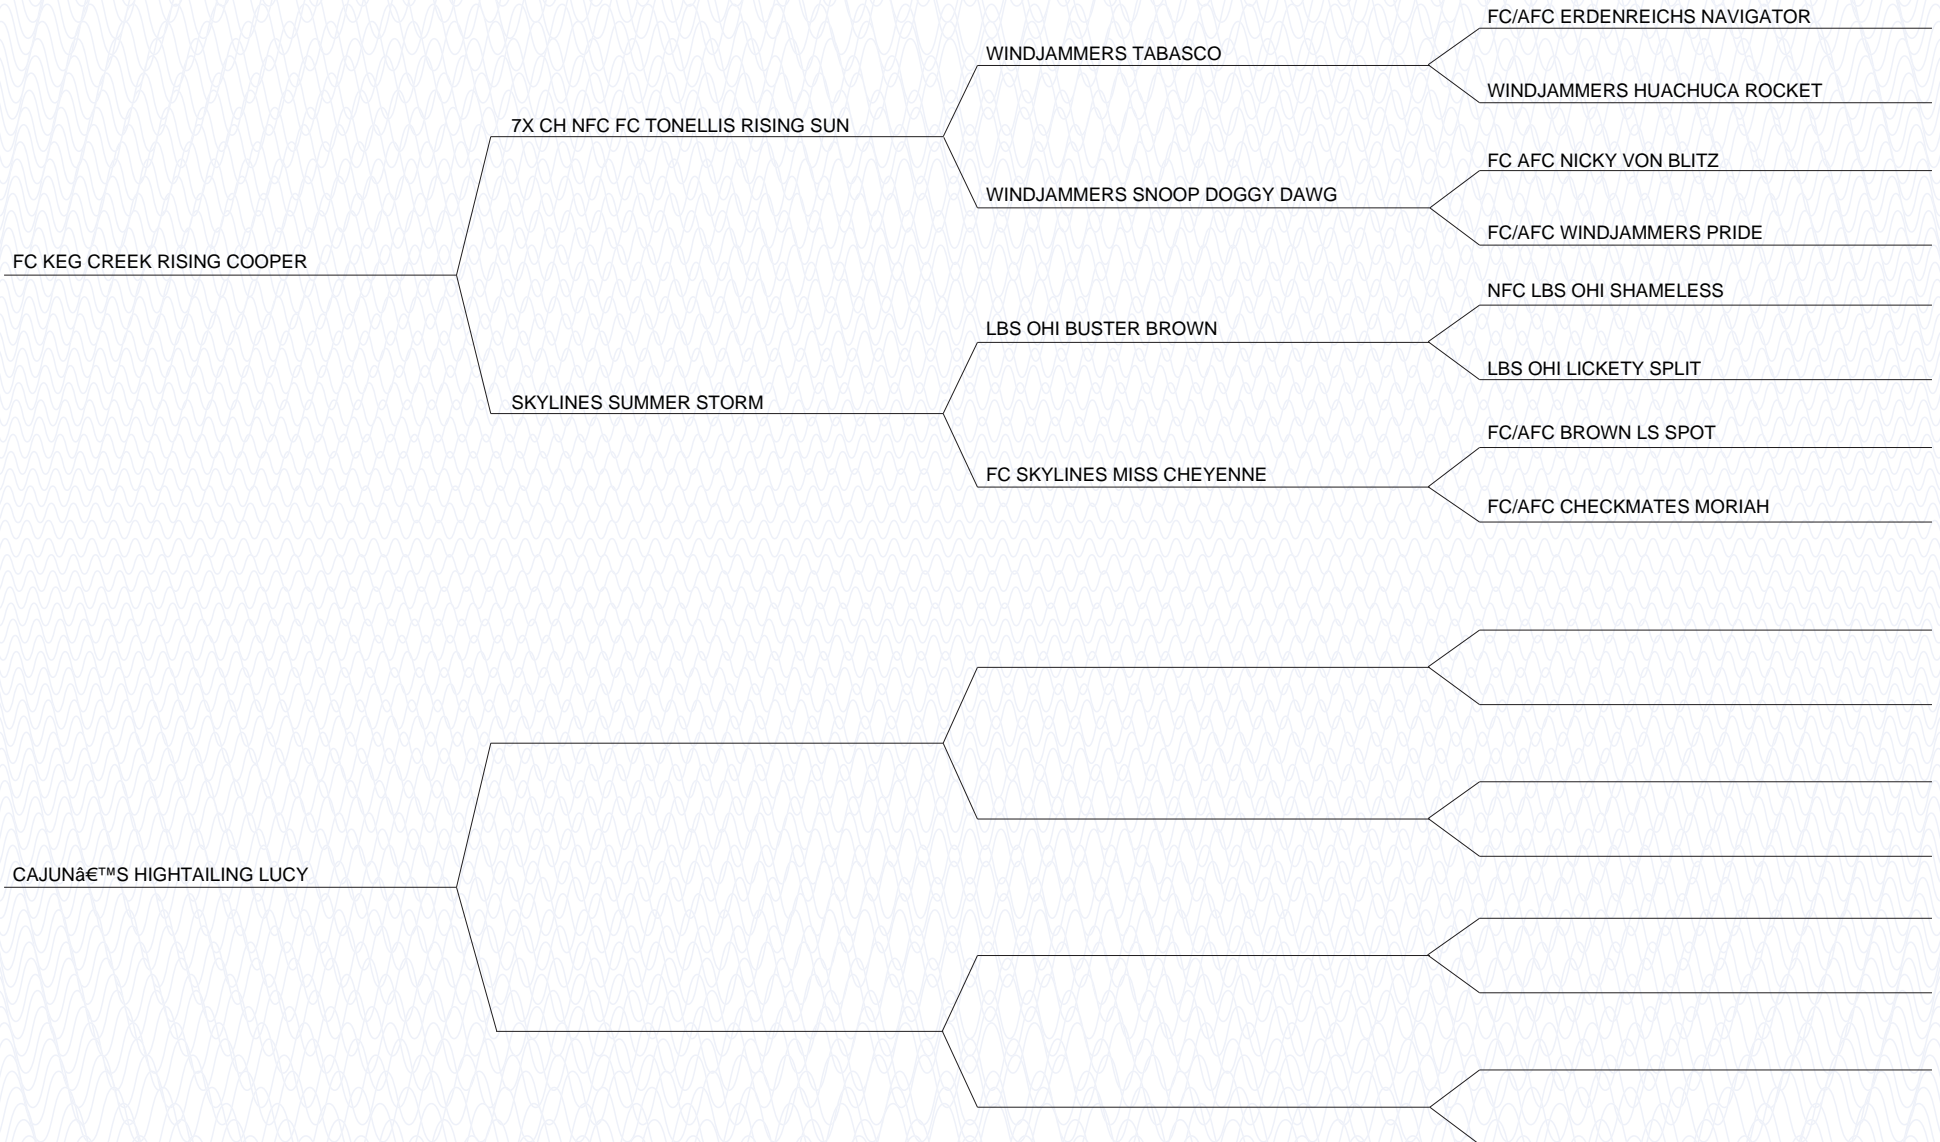 FC/AFC ERDENREICHS NAVIGATOR
WINDJAMMERS TABASCO
WINDJAMMERS HUACHUCA ROCKET
7X CH NFC FC TONELLIS RISING SUN
FC AFC NICKY VON BLITZ
WINDJAMMERS SNOOP DOGGY DAWG
FC/AFC WINDJAMMERS PRIDE
FC KEG CREEK RISING COOPER
NFC LBS OHI SHAMELESS
LBS OHI BUSTER BROWN
LBS OHI LICKETY SPLIT
SKYLINES SUMMER STORM
FC/AFC BROWN LS SPOT
FC SKYLINES MISS CHEYENNE
FC/AFC CHECKMATES MORIAH
CAJUNâ€™S HIGHTAILING LUCY